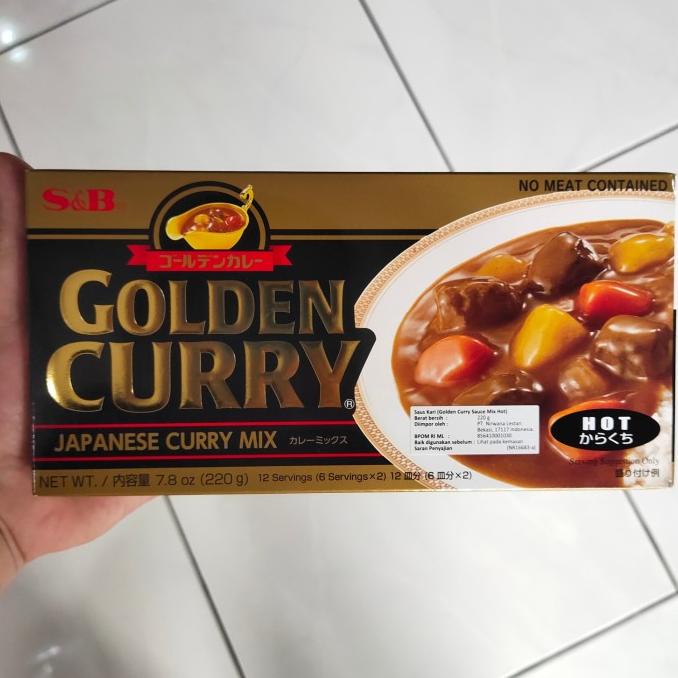 NO MEAT CONTAINED
S&B®
ゴールデンカレー
GOLDEN
CURRY®
JAPANESE CURRY MIX カレーミックス
Saus Kari (Golden Curry Sauce Mix Hot)
Berat bersih : 220 g
Diimpor oleh : PT. Nirwana Lestari
Bekasi, 17117 Indonesia
BPOM RI ML : 856410001030
Baik digunakan sebelum : Lihat pada kemasan
Saran Penyajian (NR16683-a)
HOT
からくち
Serving Suggestion Only
盛り付け例
NET WT. / 内容量 7.8 oz (220 g) 12 Servings (6 Servings×2) 12 皿分 (6 皿分×2)